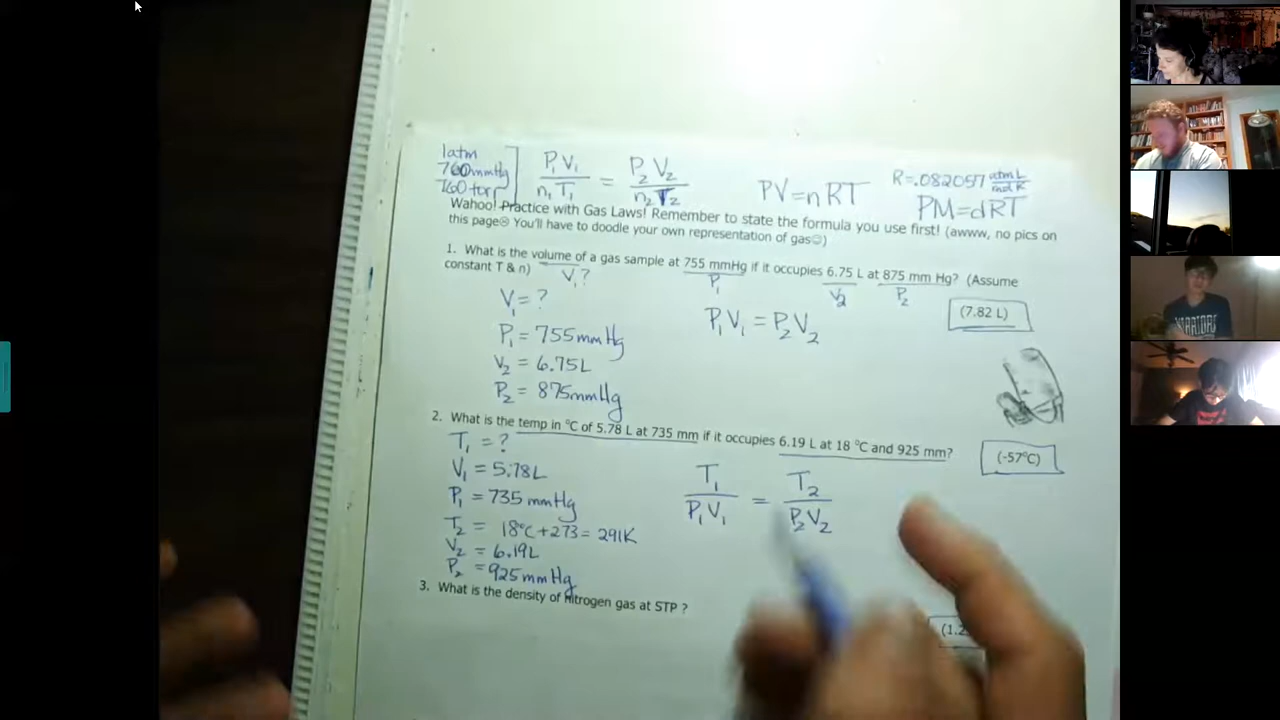 1atm
760mmHg
760 torr
P1V1 / n1T1 = P2V2 / n2T2
PV=nRT
R=.082057 atm L / mol K
PM=dRT
Wahoo! Practice with Gas Laws! Remember to state the formula you use first! (awww, no pics on
this page☹ You'll have to doodle your own representation of gas☺)
1. What is the volume of a gas sample at 755 mmHg if it occupies 6.75 L at 875 mm Hg? (Assume
constant T & n)
V1? P1 V2 P2
V1 = ?
(7.82 L)
P1 = 755mmHg
P1V1 = P2V2
V2 = 6.75L
P2 = 875mmHg
2. What is the temp in °C of 5.78 L at 735 mm if it occupies 6.19 L at 18 °C and 925 mm?
T1 = ?
(-57°C)
V1 = 5.78L
T1 / P1V1 = T2 / P2V2
P1 = 735 mmHg
T2 = 18°C+273= 291K
V2 = 6.19L
P2 = 925mmHg
3. What is the density of nitrogen gas at STP ?
(1.2
WARRIORS